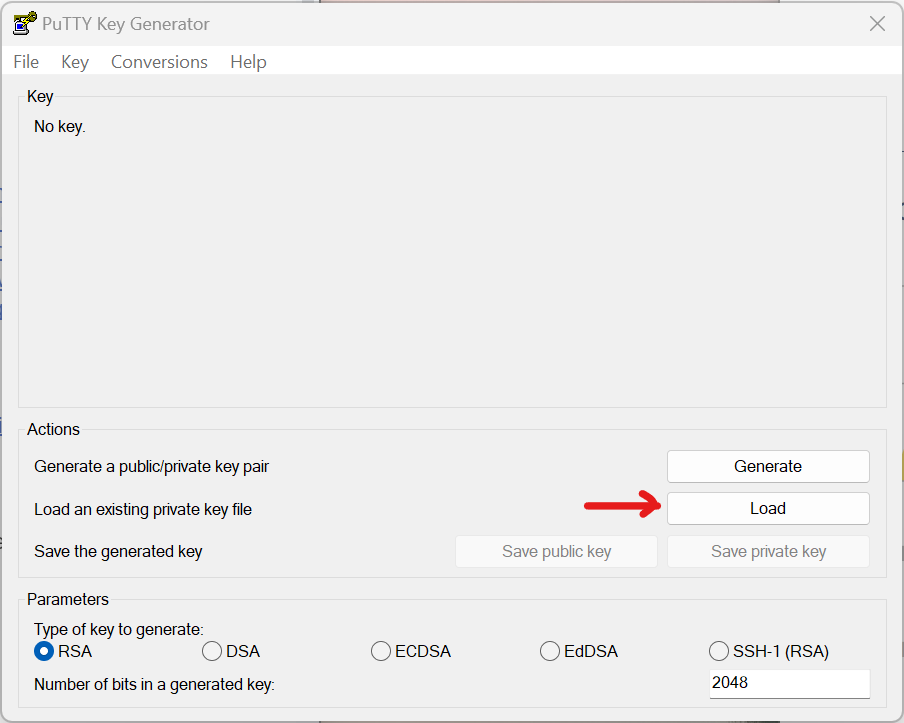 PuTTY Key Generator
File Key Conversions Help
Key
No key.
Actions
Generate a public/private key pair
Generate
Load an existing private key file
Load
Save the generated key
Save public key
Save private key
Parameters
Type of key to generate:
RSA DSA ECDSA EdDSA SSH-1 (RSA)
Number of bits in a generated key:
2048